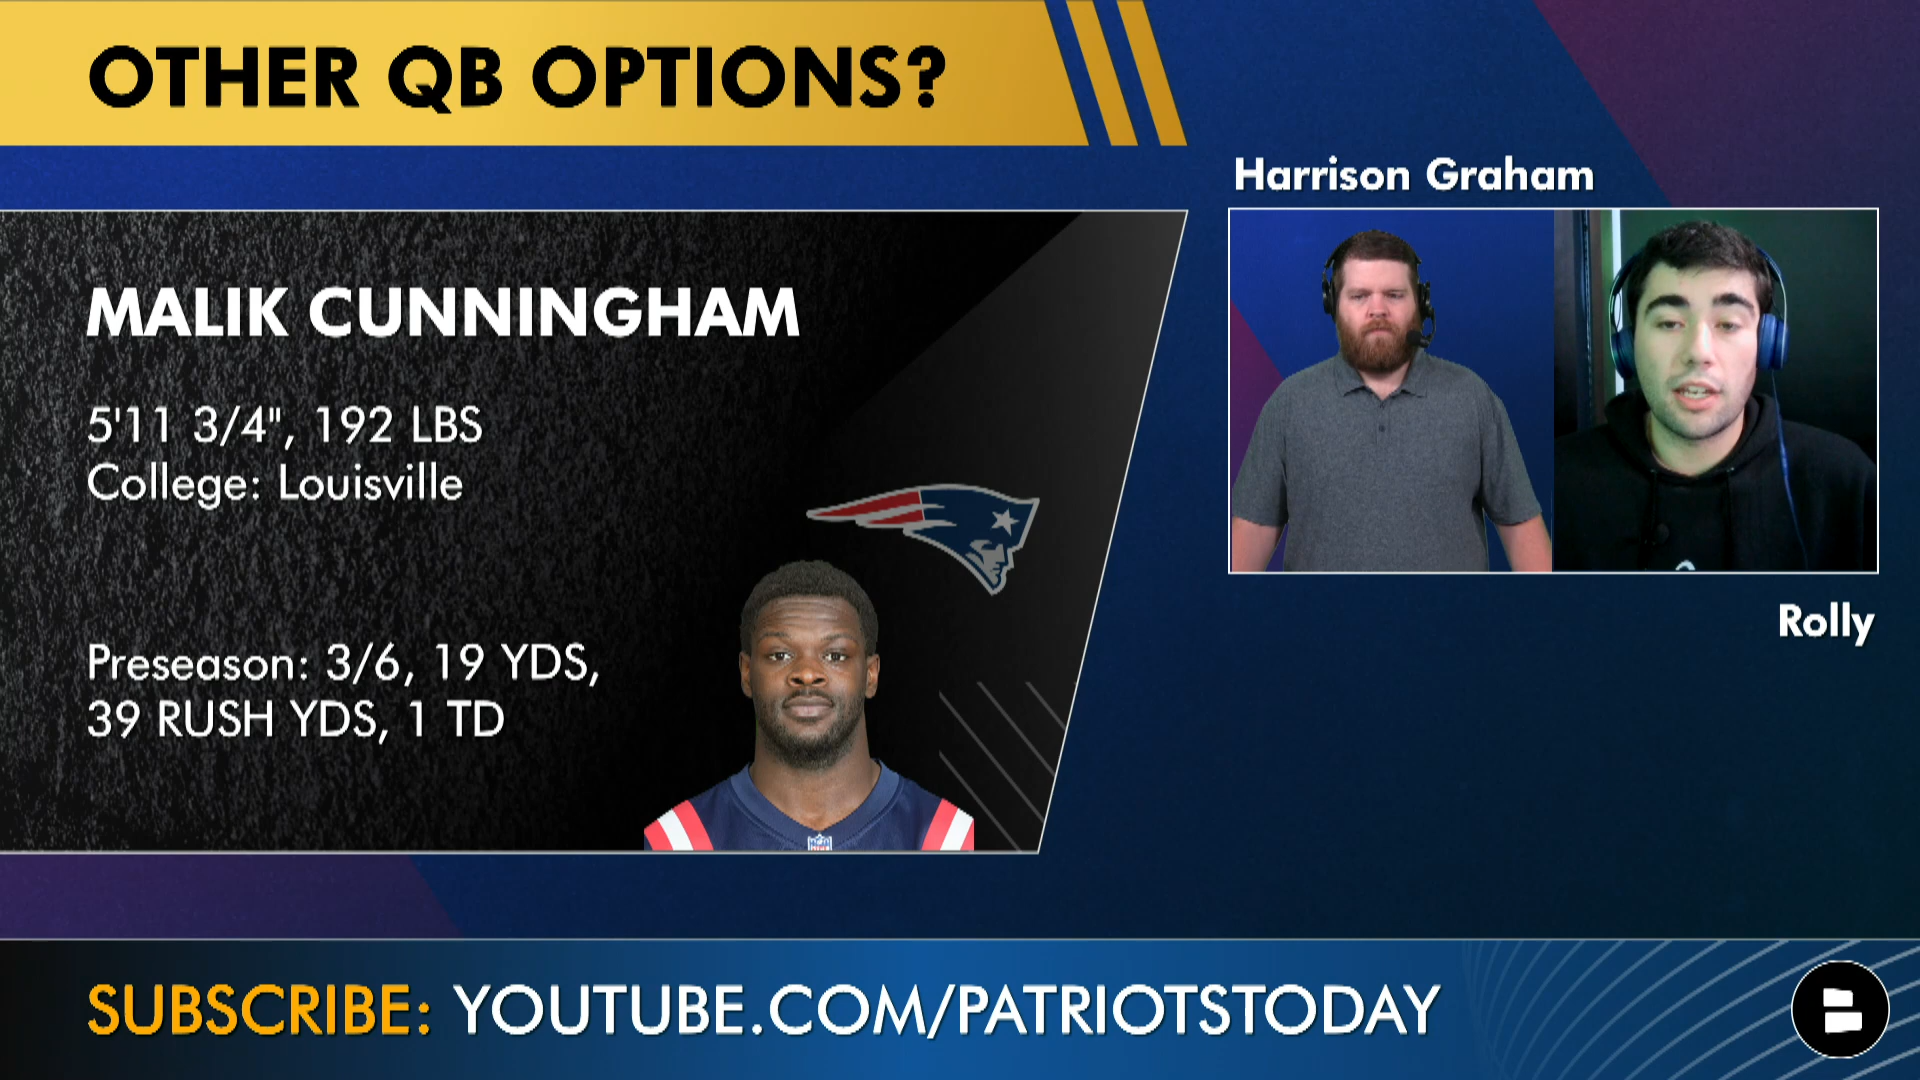 OTHER QB OPTIONS?
Harrison Graham
MALIK CUNNINGHAM
5'11 3/4", 192 LBS
College: Louisville
Rolly
Preseason: 3/6, 19 YDS,
39 RUSH YDS, 1 TD
SUBSCRIBE: YOUTUBE.COM/PATRIOTSTODAY